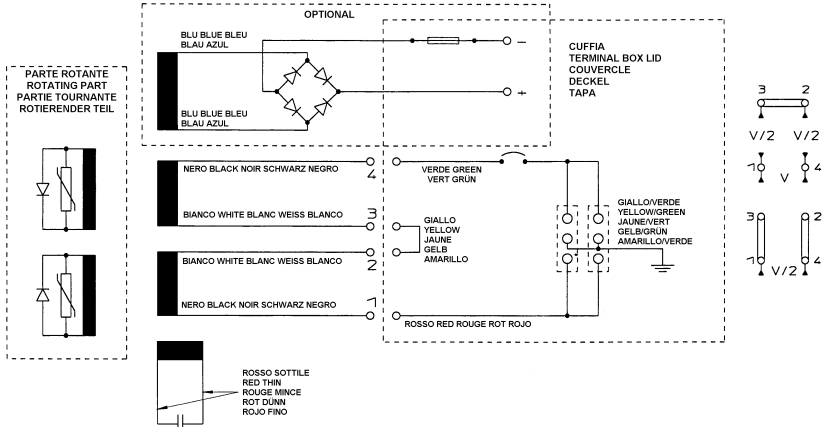 OPTIONAL
BLU BLUE BLEU
BLAU AZUL
−
+
BLU BLUE BLEU
BLAU AZUL
CUFFIA
TERMINAL BOX LID
COUVERCLE
DECKEL
TAPA
PARTE ROTANTE
ROTATING PART
PARTIE TOURNANTE
ROTIERENDER TEIL
NERO BLACK NOIR SCHWARZ NEGRO
4
VERDE GREEN
VERT GRÜN
BIANCO WHITE BLANC WEISS BLANCO
3
GIALLO
YELLOW
JAUNE
GELB
AMARILLO
BIANCO WHITE BLANC WEISS BLANCO
2
NERO BLACK NOIR SCHWARZ NEGRO
1
ROSSO RED ROUGE ROT ROJO
GIALLO/VERDE
YELLOW/GREEN
JAUNE/VERT
GELB/GRÜN
AMARILLO/VERDE
ROSSO SOTTILE
RED THIN
ROUGE MINCE
ROT DÜNN
ROJO FINO
3 2
V/2 V/2
1 4
V
3 2
1 4
V/2